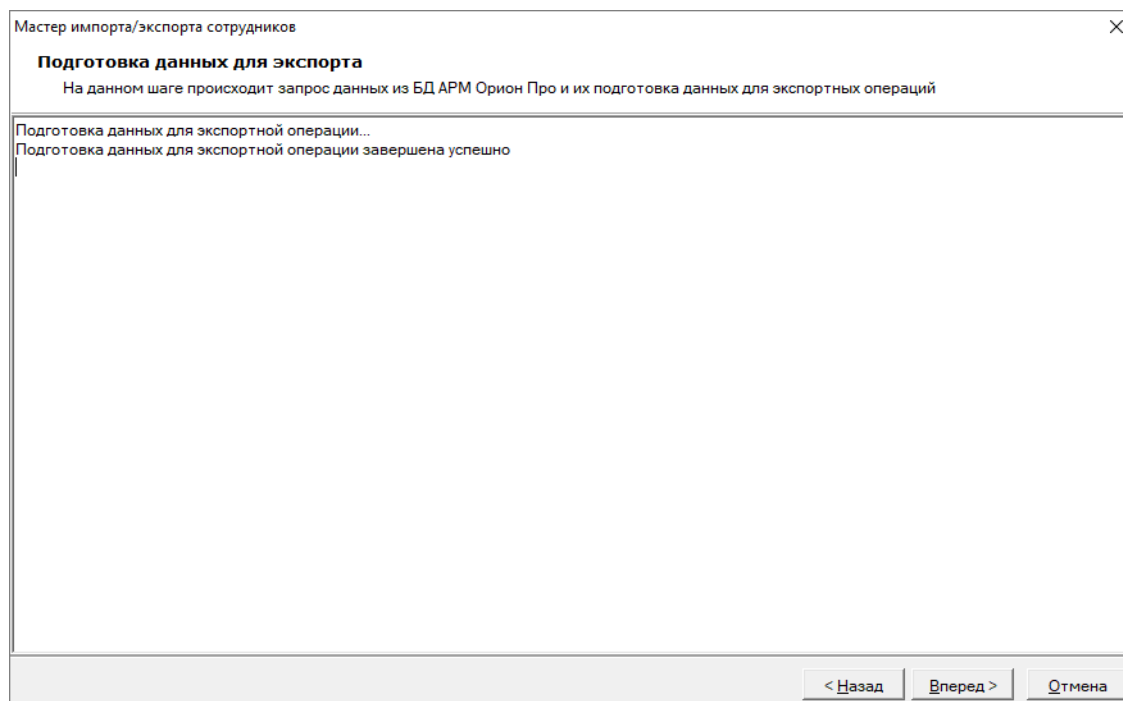 Мастер импорта/экспорта сотрудников
Подготовка данных для экспорта
На данном шаге происходит запрос данных из БД АРМ Орион Про и их подготовка данных для экспортных операций
Подготовка данных для экспортной операции...
Подготовка данных для экспортной операции завершена успешно
< Назад Вперед > Отмена